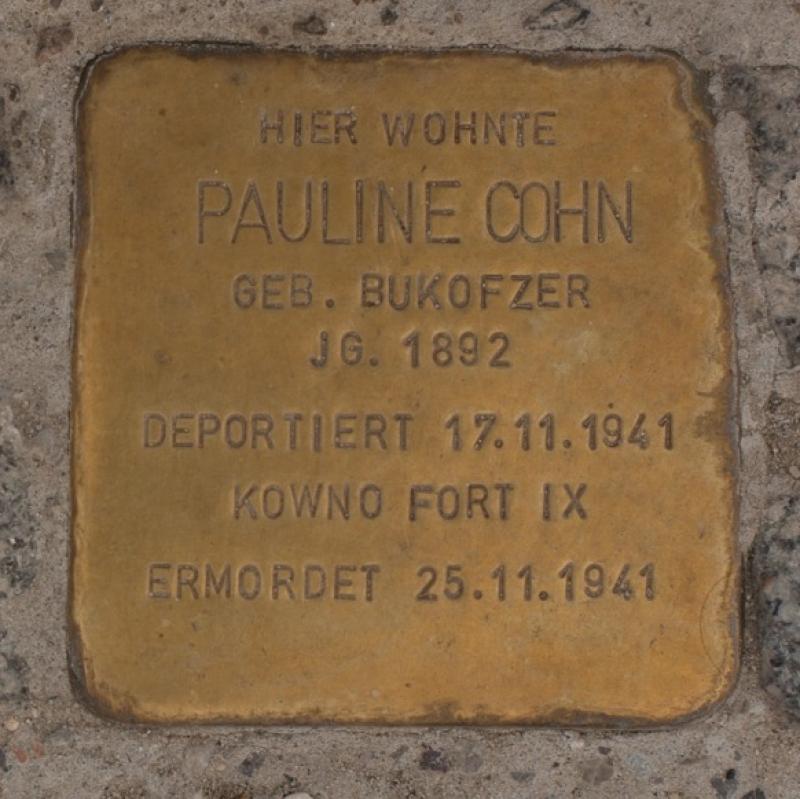 HIER WOHNTE
PAULINE COHN
GEB. BUKOFZER
JG. 1892
DEPORTIERT 17.11.1941
KOWNO FORT IX
ERMORDET 25.11.1941